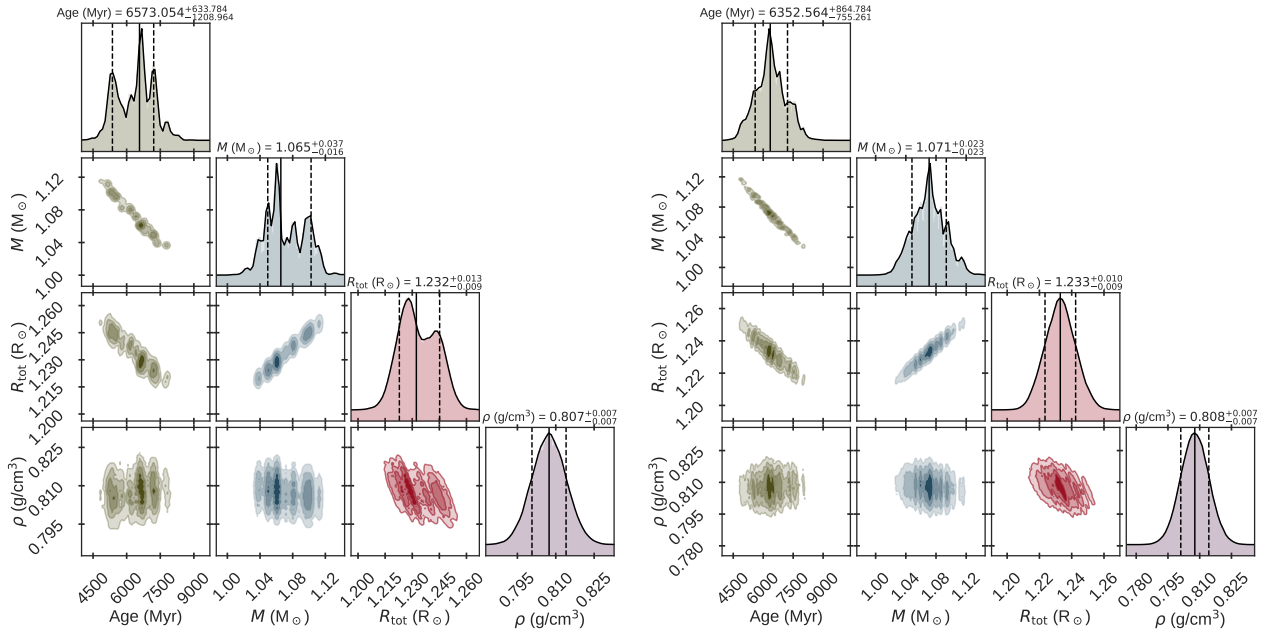 Age (Myr) = 6573.054 +633.784 −1208.964
M (M⊙) = 1.065 +0.037 −0.016
1.12
1.08
1.04
1.00
M (M⊙)
Rtot (R⊙) = 1.232 +0.013 −0.009
1.260
1.245
1.230
1.215
1.200
Rtot (R⊙)
ρ (g/cm³) = 0.807 +0.007 −0.007
0.825
0.810
0.795
ρ (g/cm³)
4500 6000 7500 9000
Age (Myr)
1.00 1.04 1.08 1.12
M (M⊙)
1.200 1.215 1.230 1.245 1.260
Rtot (R⊙)
0.795 0.810 0.825
ρ (g/cm³)
Age (Myr) = 6352.564 +864.784 −755.261
M (M⊙) = 1.071 +0.023 −0.023
1.12
1.08
1.04
1.00
M (M⊙)
Rtot (R⊙) = 1.233 +0.010 −0.009
1.26
1.24
1.22
1.20
Rtot (R⊙)
ρ (g/cm³) = 0.808 +0.007 −0.007
0.825
0.810
0.795
0.780
ρ (g/cm³)
4500 6000 7500 9000
Age (Myr)
1.00 1.04 1.08 1.12
M (M⊙)
1.20 1.22 1.24 1.26
Rtot (R⊙)
0.780 0.795 0.810 0.825
ρ (g/cm³)